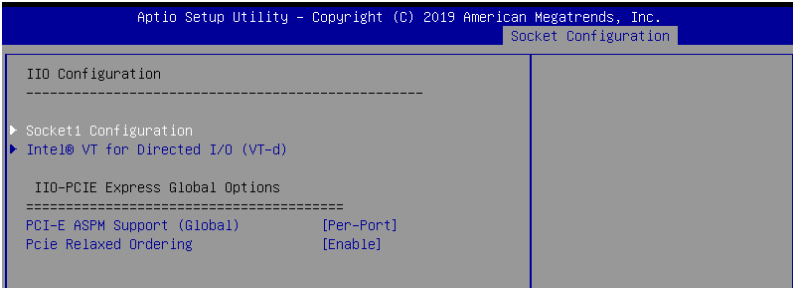 Aptio Setup Utility – Copyright (C) 2019 American Megatrends, Inc.
Socket Configuration
IIO Configuration
--------------------------------------------------
Socket1 Configuration
Intel® VT for Directed I/O (VT-d)
IIO-PCIE Express Global Options
========================================
PCI-E ASPM Support (Global) [Per-Port]
Pcie Relaxed Ordering [Enable]